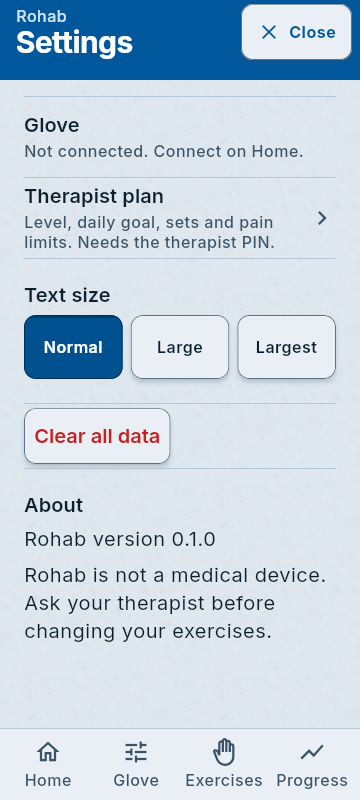 Rohab
Settings
Close
Glove
Not connected. Connect on Home.
Therapist plan
Level, daily goal, sets and pain
limits. Needs the therapist PIN.
Text size
Normal
Large
Largest
Clear all data
About
Rohab version 0.1.0
Rohab is not a medical device.
Ask your therapist before
changing your exercises.
Home
Glove
Exercises
Progress